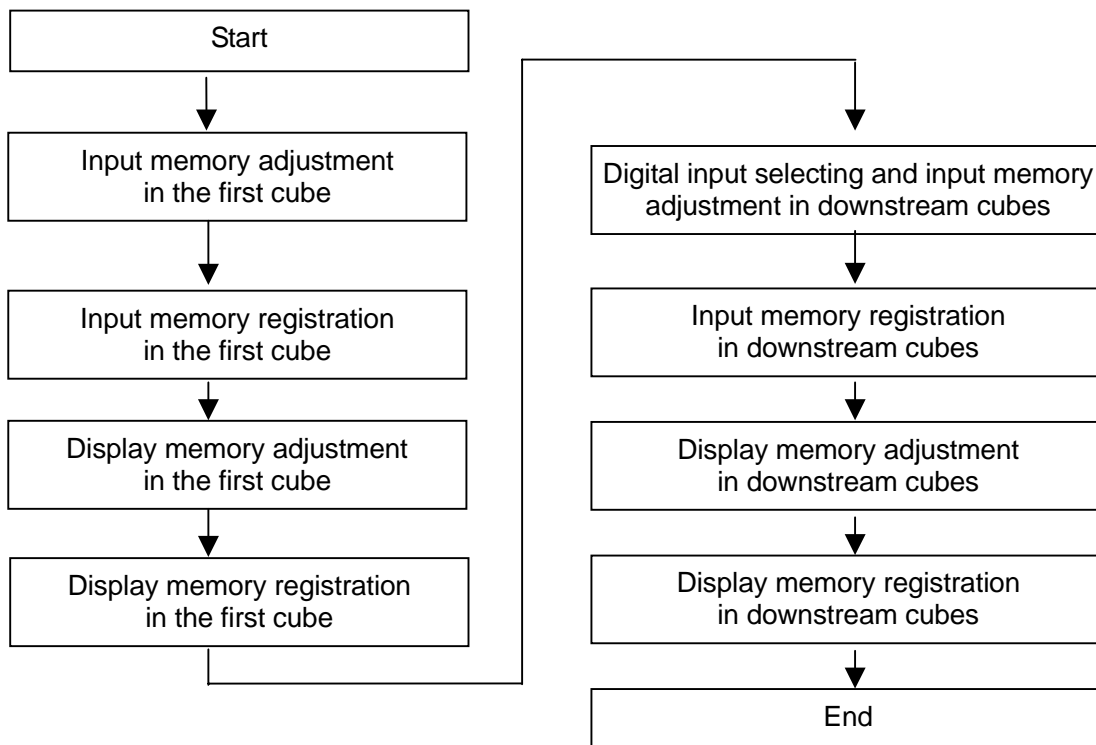 Start
Input memory adjustment
in the first cube
Input memory registration
in the first cube
Display memory adjustment
in the first cube
Display memory registration
in the first cube
Digital input selecting and input memory
adjustment in downstream cubes
Input memory registration
in downstream cubes
Display memory adjustment
in downstream cubes
Display memory registration
in downstream cubes
End